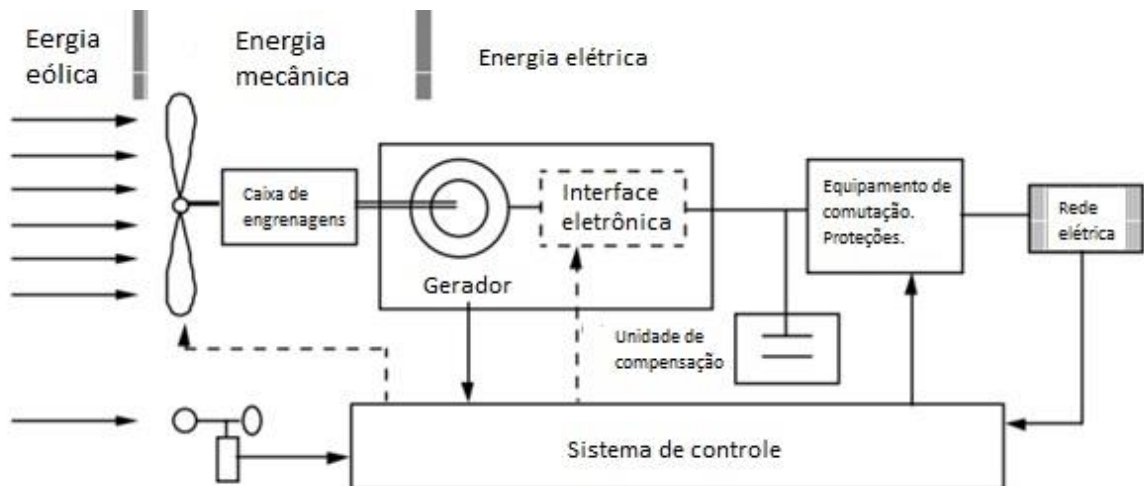 Eergia
eólica
Energia
mecânica
Energia elétrica
Caixa de
engrenagens
Interface
eletrônica
Gerador
Equipamento de
comutação.
Proteções.
Rede
elétrica
Unidade de
compensação
Sistema de controle